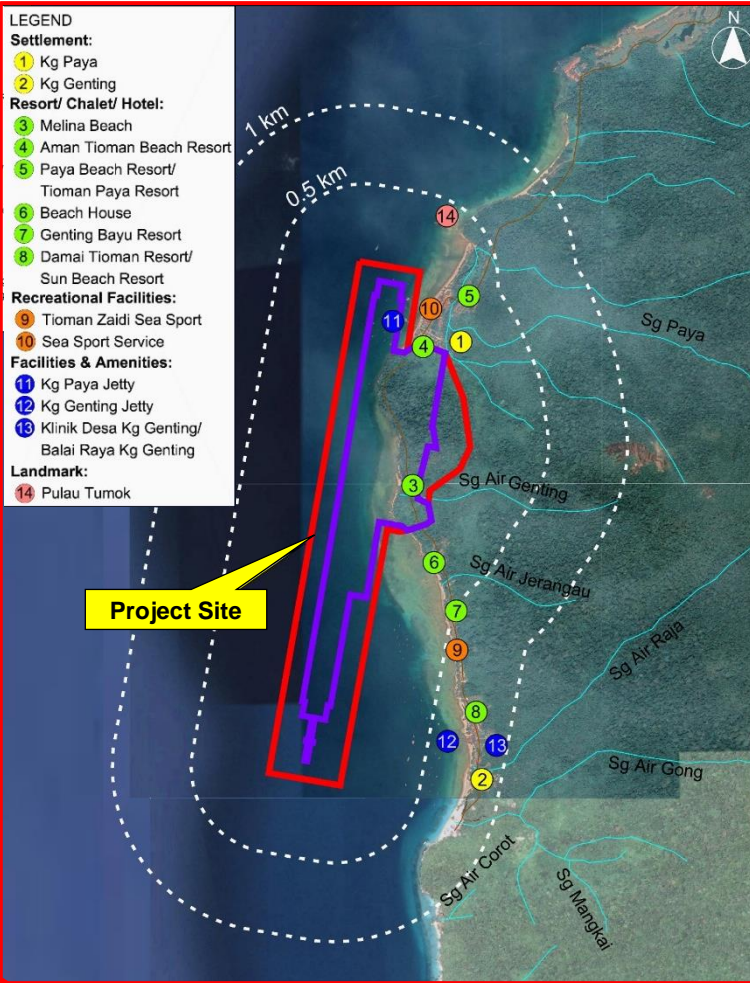 LEGEND
Settlement:
1 Kg Paya
2 Kg Genting
Resort/ Chalet/ Hotel:
3 Melina Beach
4 Aman Tioman Beach Resort
5 Paya Beach Resort/
Tioman Paya Resort
6 Beach House
7 Genting Bayu Resort
8 Damai Tioman Resort/
Sun Beach Resort
Recreational Facilities:
9 Tioman Zaidi Sea Sport
10 Sea Sport Service
Facilities & Amenities:
11 Kg Paya Jetty
12 Kg Genting Jetty
13 Klinik Desa Kg Genting/
Balai Raya Kg Genting
Landmark:
14 Pulau Tumok
N
1 km
0.5 km
14
5
10
11
Sg Paya
4
1
3
Sg Air Genting
6
Sg Air Jerangau
Project Site
7
9
Sg Air Raja
8
12
13
Sg Air Gong
2
Sg Air Corot
Sg Mangkai